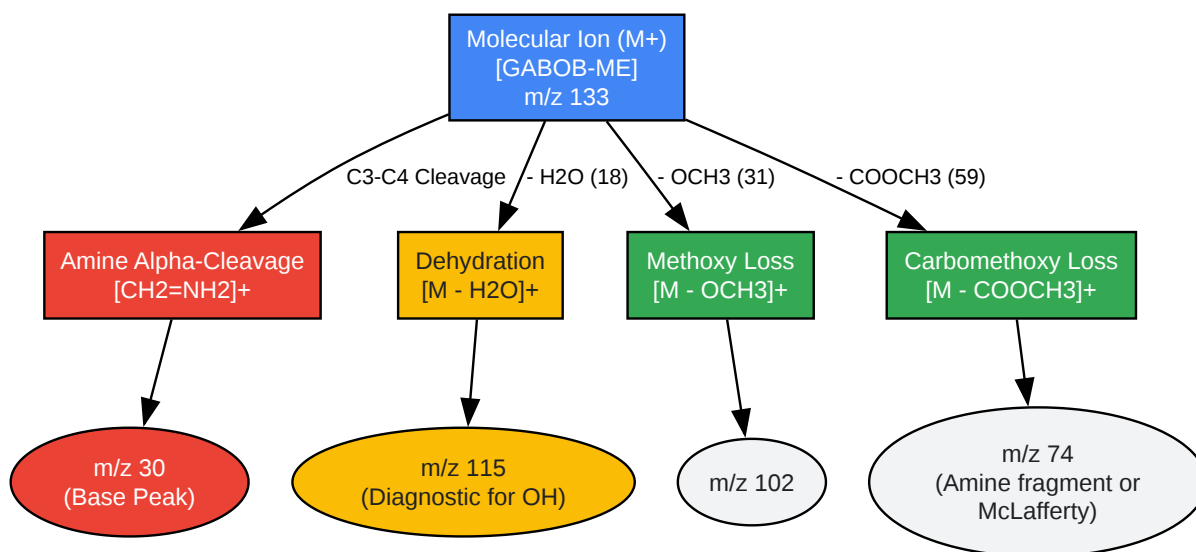 Molecular Ion (M+)
[GABOB-ME]
m/z 133
C3-C4 Cleavage
- H2O (18)
- OCH3 (31)
- COOCH3 (59)
Amine Alpha-Cleavage
[CH2=NH2]+
Dehydration
[M - H2O]+
Methoxy Loss
[M - OCH3]+
Carbomethoxy Loss
[M - COOCH3]+
m/z 30
(Base Peak)
m/z 115
(Diagnostic for OH)
m/z 102
m/z 74
(Amine fragment or
McLafferty)